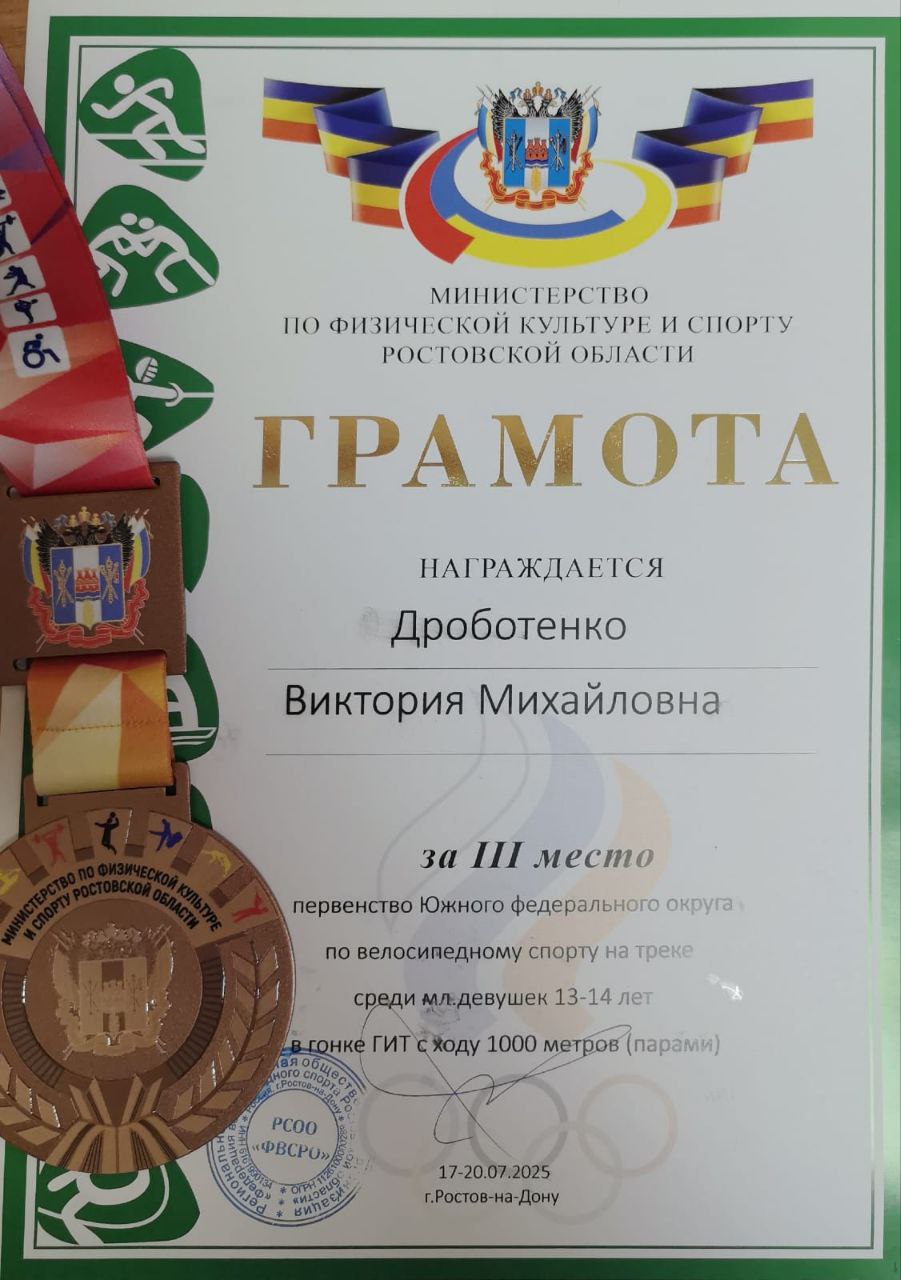 МИНИСТЕРСТВО
ПО ФИЗИЧЕСКОЙ КУЛЬТУРЕ И СПОРТУ
РОСТОВСКОЙ ОБЛАСТИ
ГРАМОТА
НАГРАЖДАЕТСЯ
Дроботенко
Виктория Михайловна
за III место
первенство Южного федерального округа
по велосипедному спорту на треке
среди мл.девушек 13-14 лет
в гонке ГИТ с ходу 1000 метров (парами)
17-20.07.2025
г.Ростов-на-Дону
МИНИСТЕРСТВО ПО ФИЗИЧЕСКОЙ КУЛЬТУРЕ
И СПОРТУ РОСТОВСКОЙ ОБЛАСТИ
РСОО
«ФВСРО»